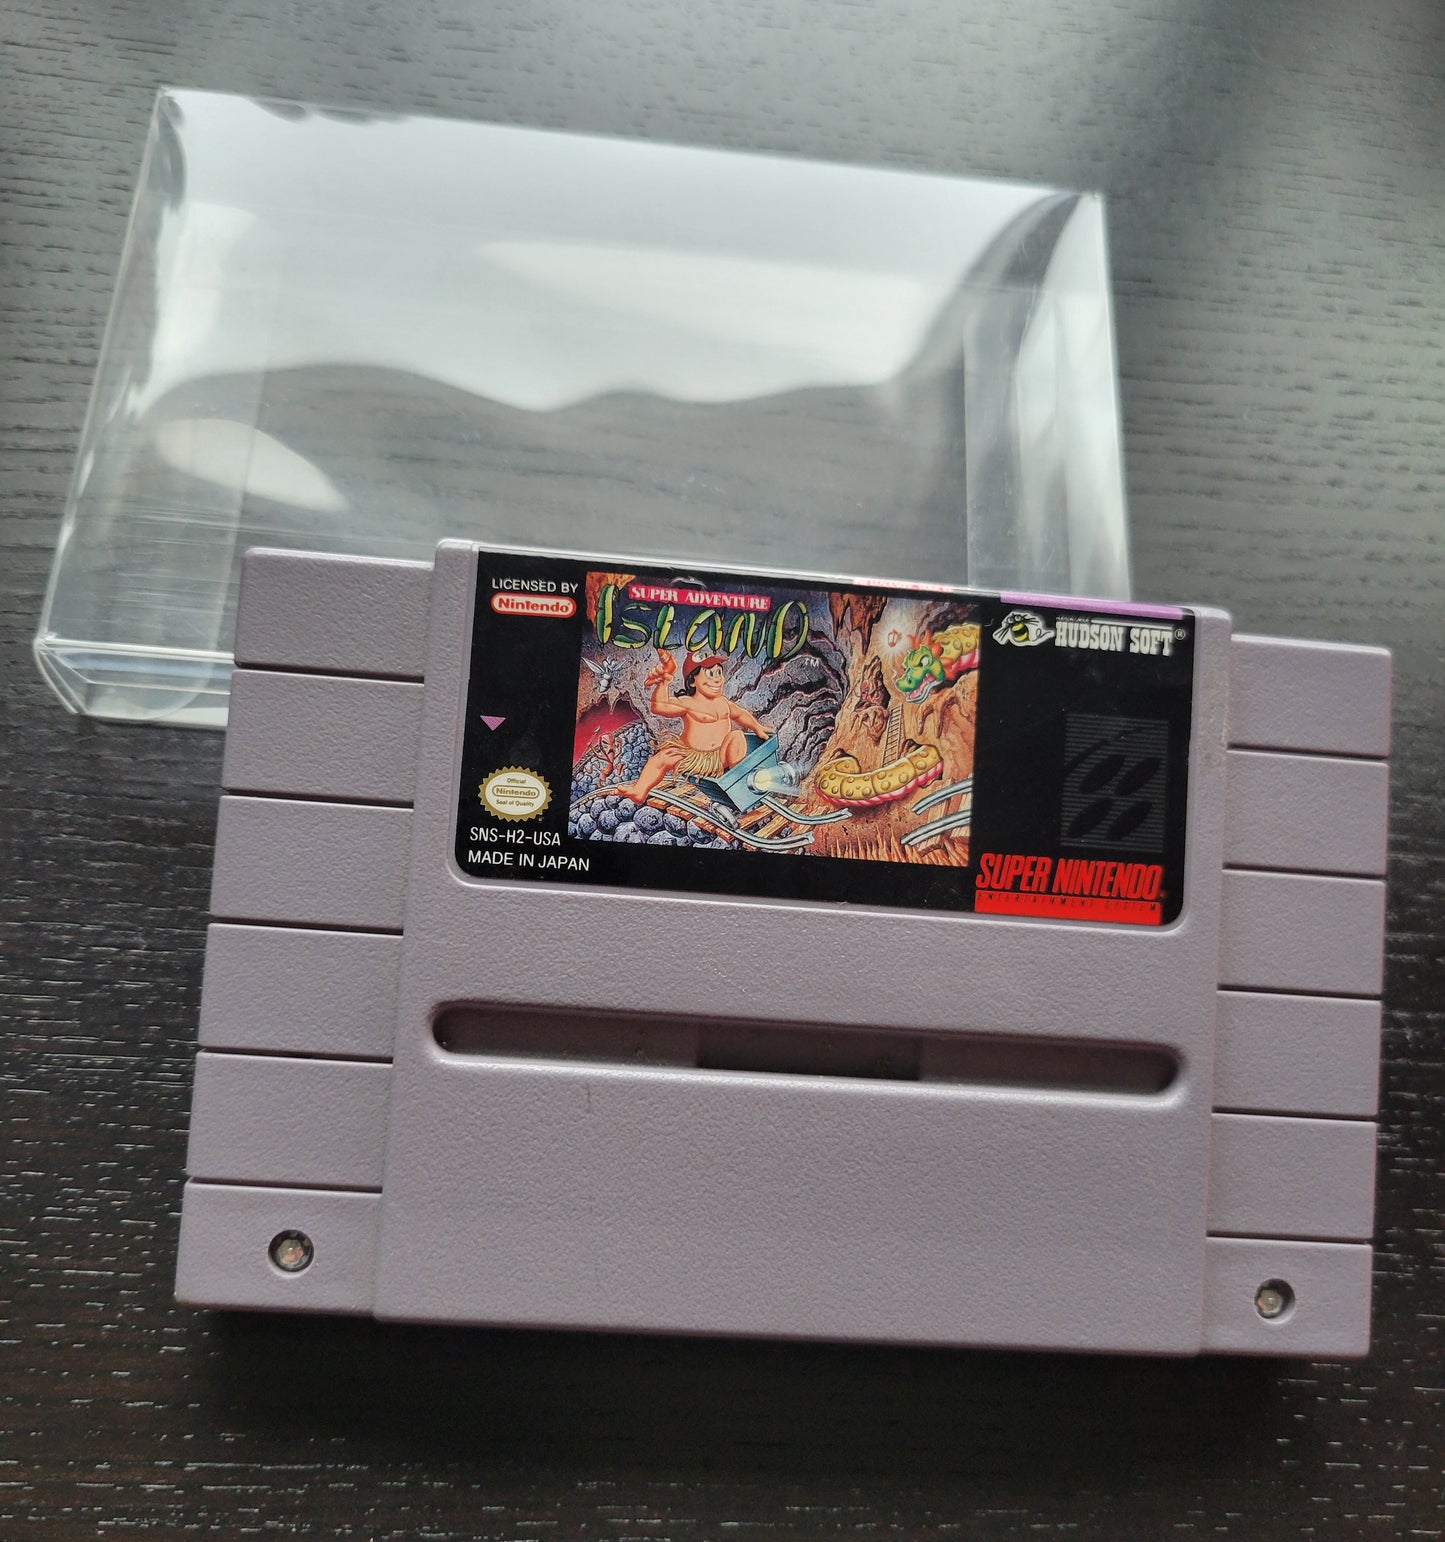 LICENSED BY
Nintendo®
SUPER ADVENTURE
ISLAND
TM
HUDSON SOFT®
Official
Nintendo
Seal of Quality
SNS-H2-USA
MADE IN JAPAN
SUPER NINTENDO®
ENTERTAINMENT SYSTEM